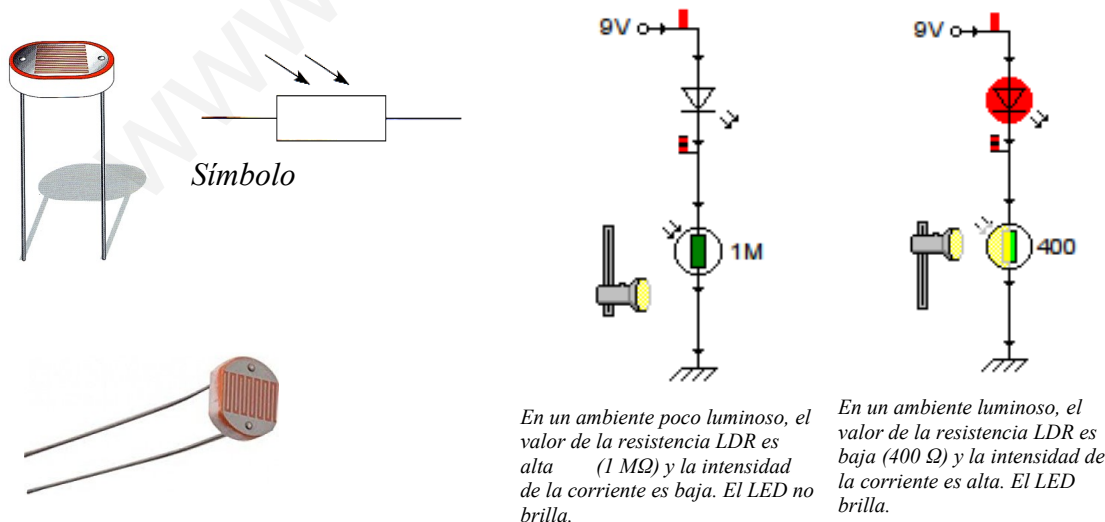 www
Símbolo
9V
1M
En un ambiente poco luminoso, el
valor de la resistencia LDR es
alta (1 MΩ) y la intensidad
de la corriente es baja. El LED no
brilla.
9V
400
En un ambiente luminoso, el
valor de la resistencia LDR es
baja (400 Ω) y la intensidad de
la corriente es alta. El LED
brilla.